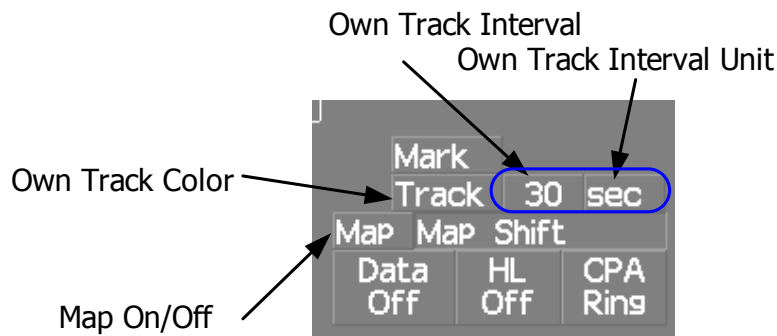 Own Track Interval
Own Track Interval Unit
Mark
Own Track Color
Track 30 sec
Map Map Shift
Data Off HL Off CPA Ring
Map On/Off